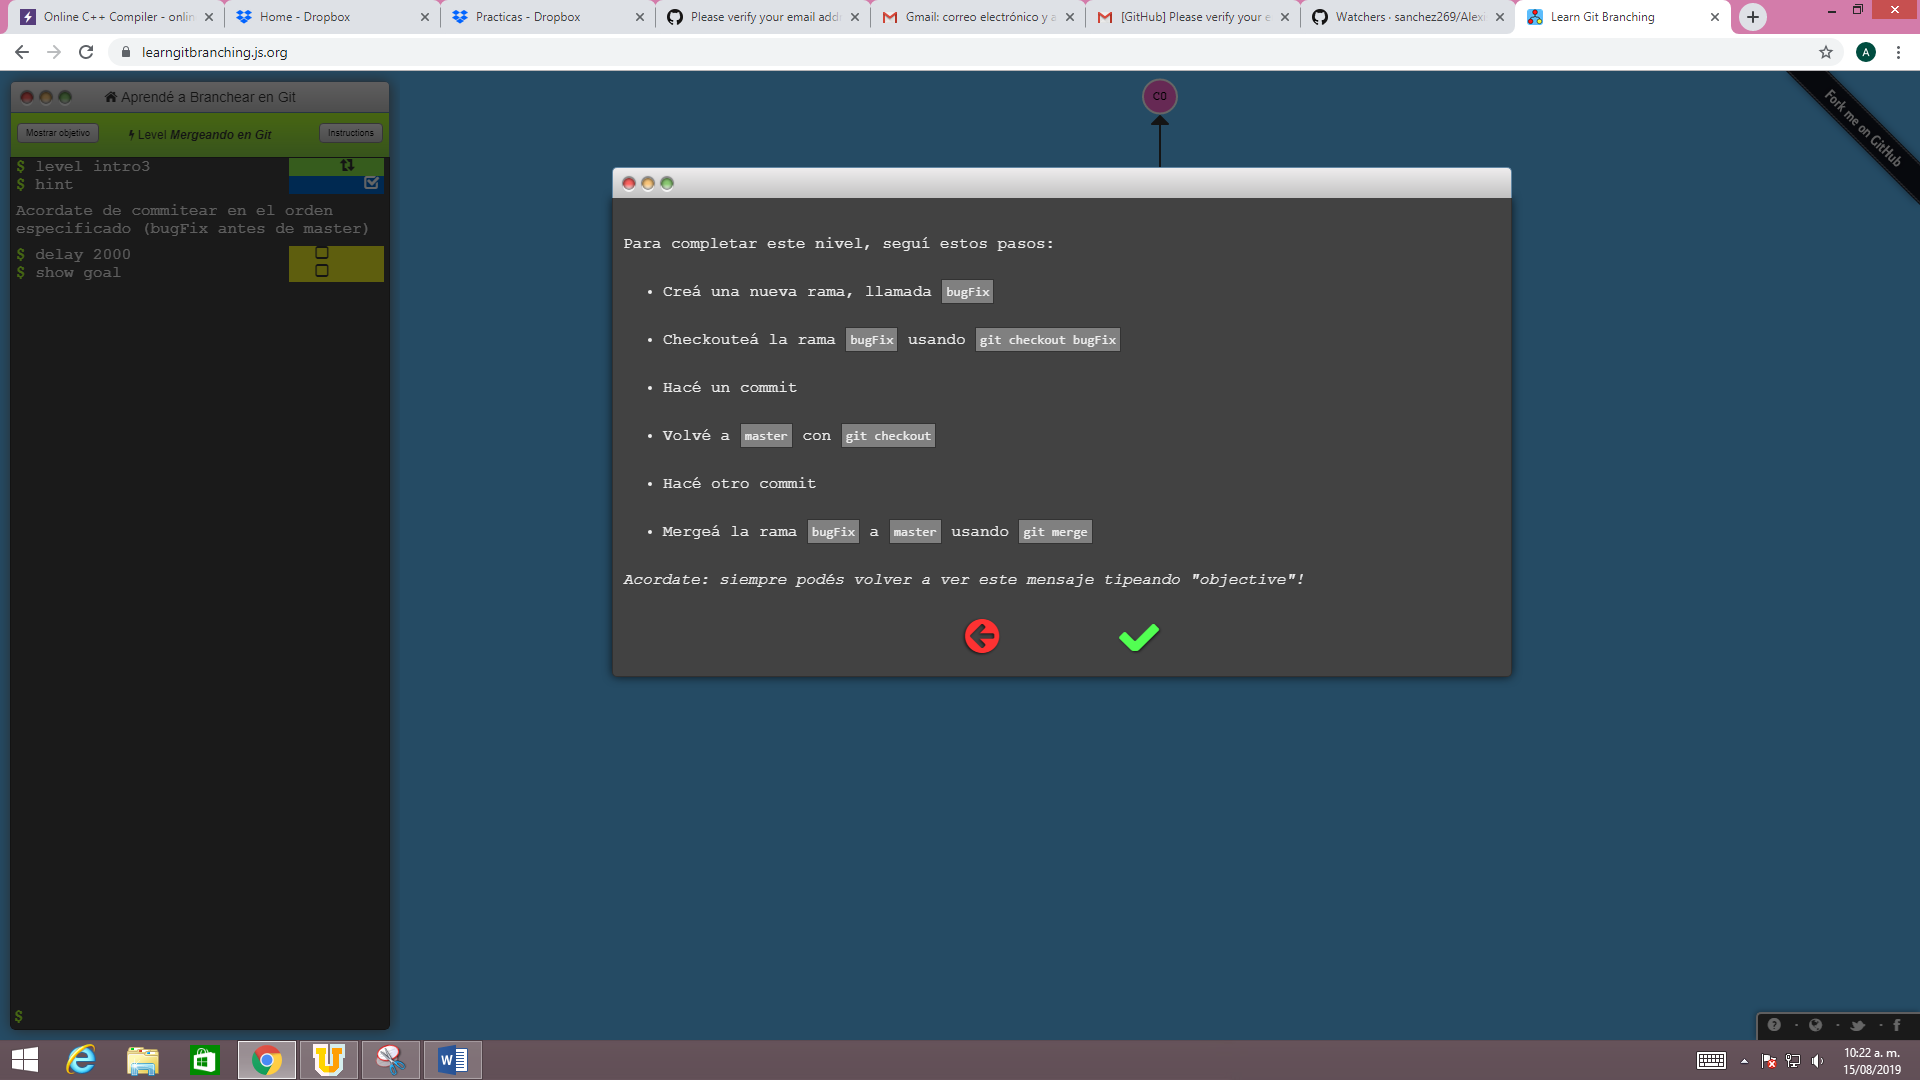 Online C++ Compiler - onlin
Home - Dropbox
Practicas - Dropbox
Please verify your email addr
Gmail: correo electrónico y a
[GitHub] Please verify your e
Watchers · sanchez269/Alexi
Learn Git Branching
learngitbranching.js.org
A
Aprendé a Branchear en Git
Mostrar objetivo
Level Mergeando en Git
Instructions
$ level intro3
$ hint
Acordate de commitear en el orden
especificado (bugFix antes de master)
$ delay 2000
$ show goal
$
C0
Fork me on GitHub
Para completar este nivel, seguí estos pasos:
• Creá una nueva rama, llamada bugFix
• Checkouteá la rama bugFix usando git checkout bugFix
• Hacé un commit
• Volvé a master con git checkout
• Hacé otro commit
• Mergeá la rama bugFix a master usando git merge
Acordate: siempre podés volver a ver este mensaje tipeando "objective"!
10:22 a. m.
15/08/2019